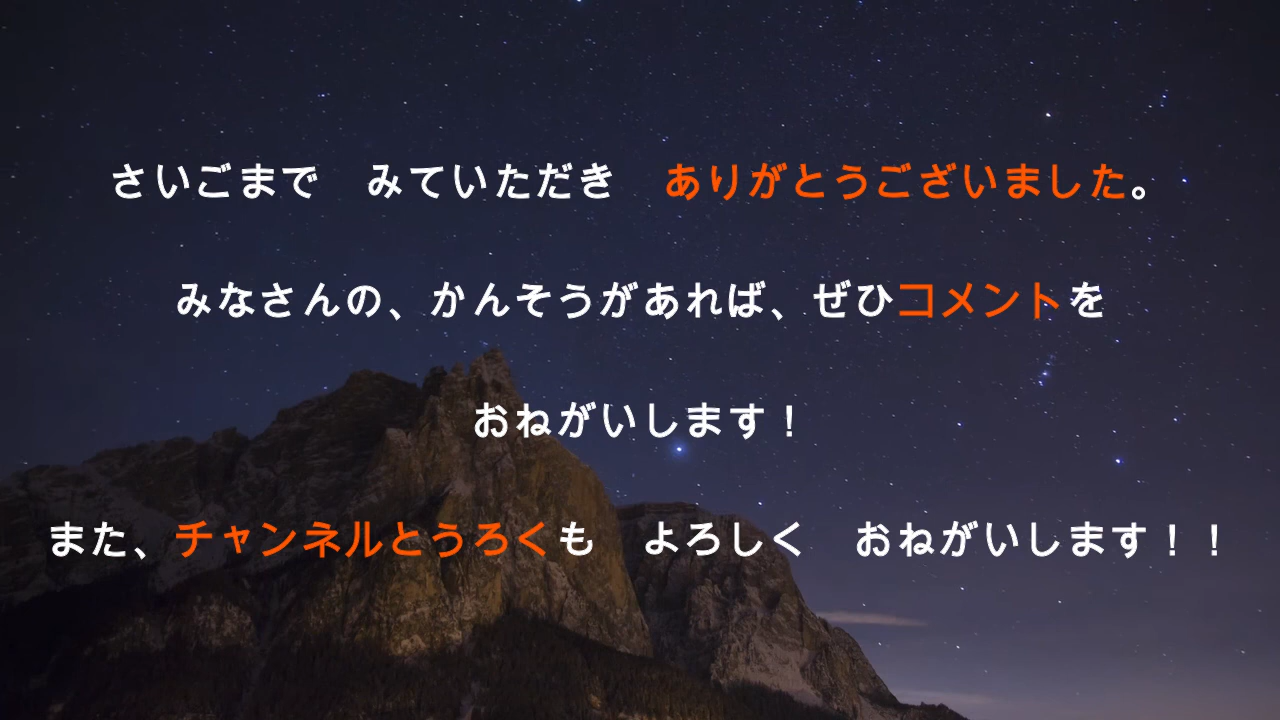 さいごまで　みていただき　ありがとうございました。
みなさんの、かんそうがあれば、ぜひコメントを
おねがいします！
また、チャンネルとうろくも　よろしく　おねがいします！！